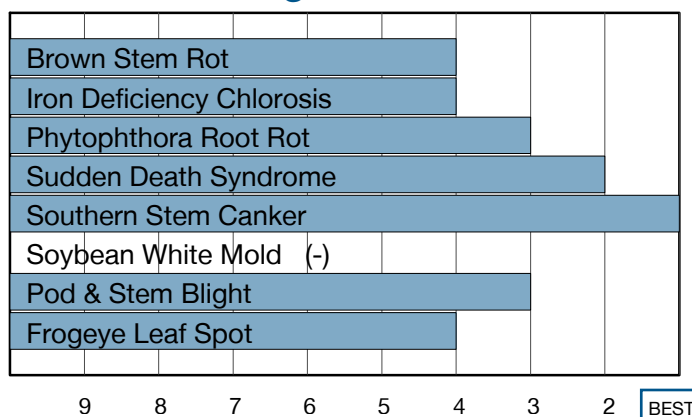 Brown Stem Rot
Iron Deficiency Chlorosis
Phytophthora Root Rot
Sudden Death Syndrome
Southern Stem Canker
Soybean White Mold (-)
Pod & Stem Blight
Frogeye Leaf Spot
9 8 7 6 5 4 3 2 BEST